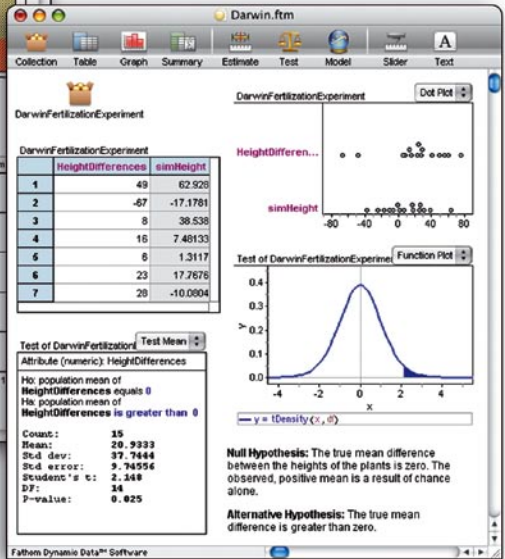 Darwin.ftm
Collection Table Graph Summary Estimate Test Model Slider Text
DarwinFertilizationExperiment
DarwinFertilizationExperiment
HeightDifferences simHeight
1 49 62.928
2 -67 -17.1781
3 8 38.538
4 16 7.48133
5 6 1.3117
6 23 17.7676
7 28 -10.0804
Test of DarwinFertilizationE Test Mean
Attribute (numeric): HeightDifferences
Ho: population mean of
HeightDifferences equals 0
Ha: population mean of
HeightDifferences is greater than 0
Count: 15
Mean: 20.9333
Std dev: 37.7444
Std error: 9.74556
Student's t: 2.148
DF: 14
P-value: 0.025
DarwinFertilizationExperiment Dot Plot
HeightDifferen...
simHeight
-80 -40 0 40 80
Test of DarwinFertilizationExperimen Function Plot
0.4
0.3
0.2
0.1
0.0
Y
-4 -2 0 2 4
x
y = tDensity(x, df)
Null Hypothesis: The true mean difference
between the heights of the plants is zero. The
observed, positive mean is a result of chance
alone.
Alternative Hypothesis: The true mean
difference is greater than zero.
Fathom Dynamic Data™ Software